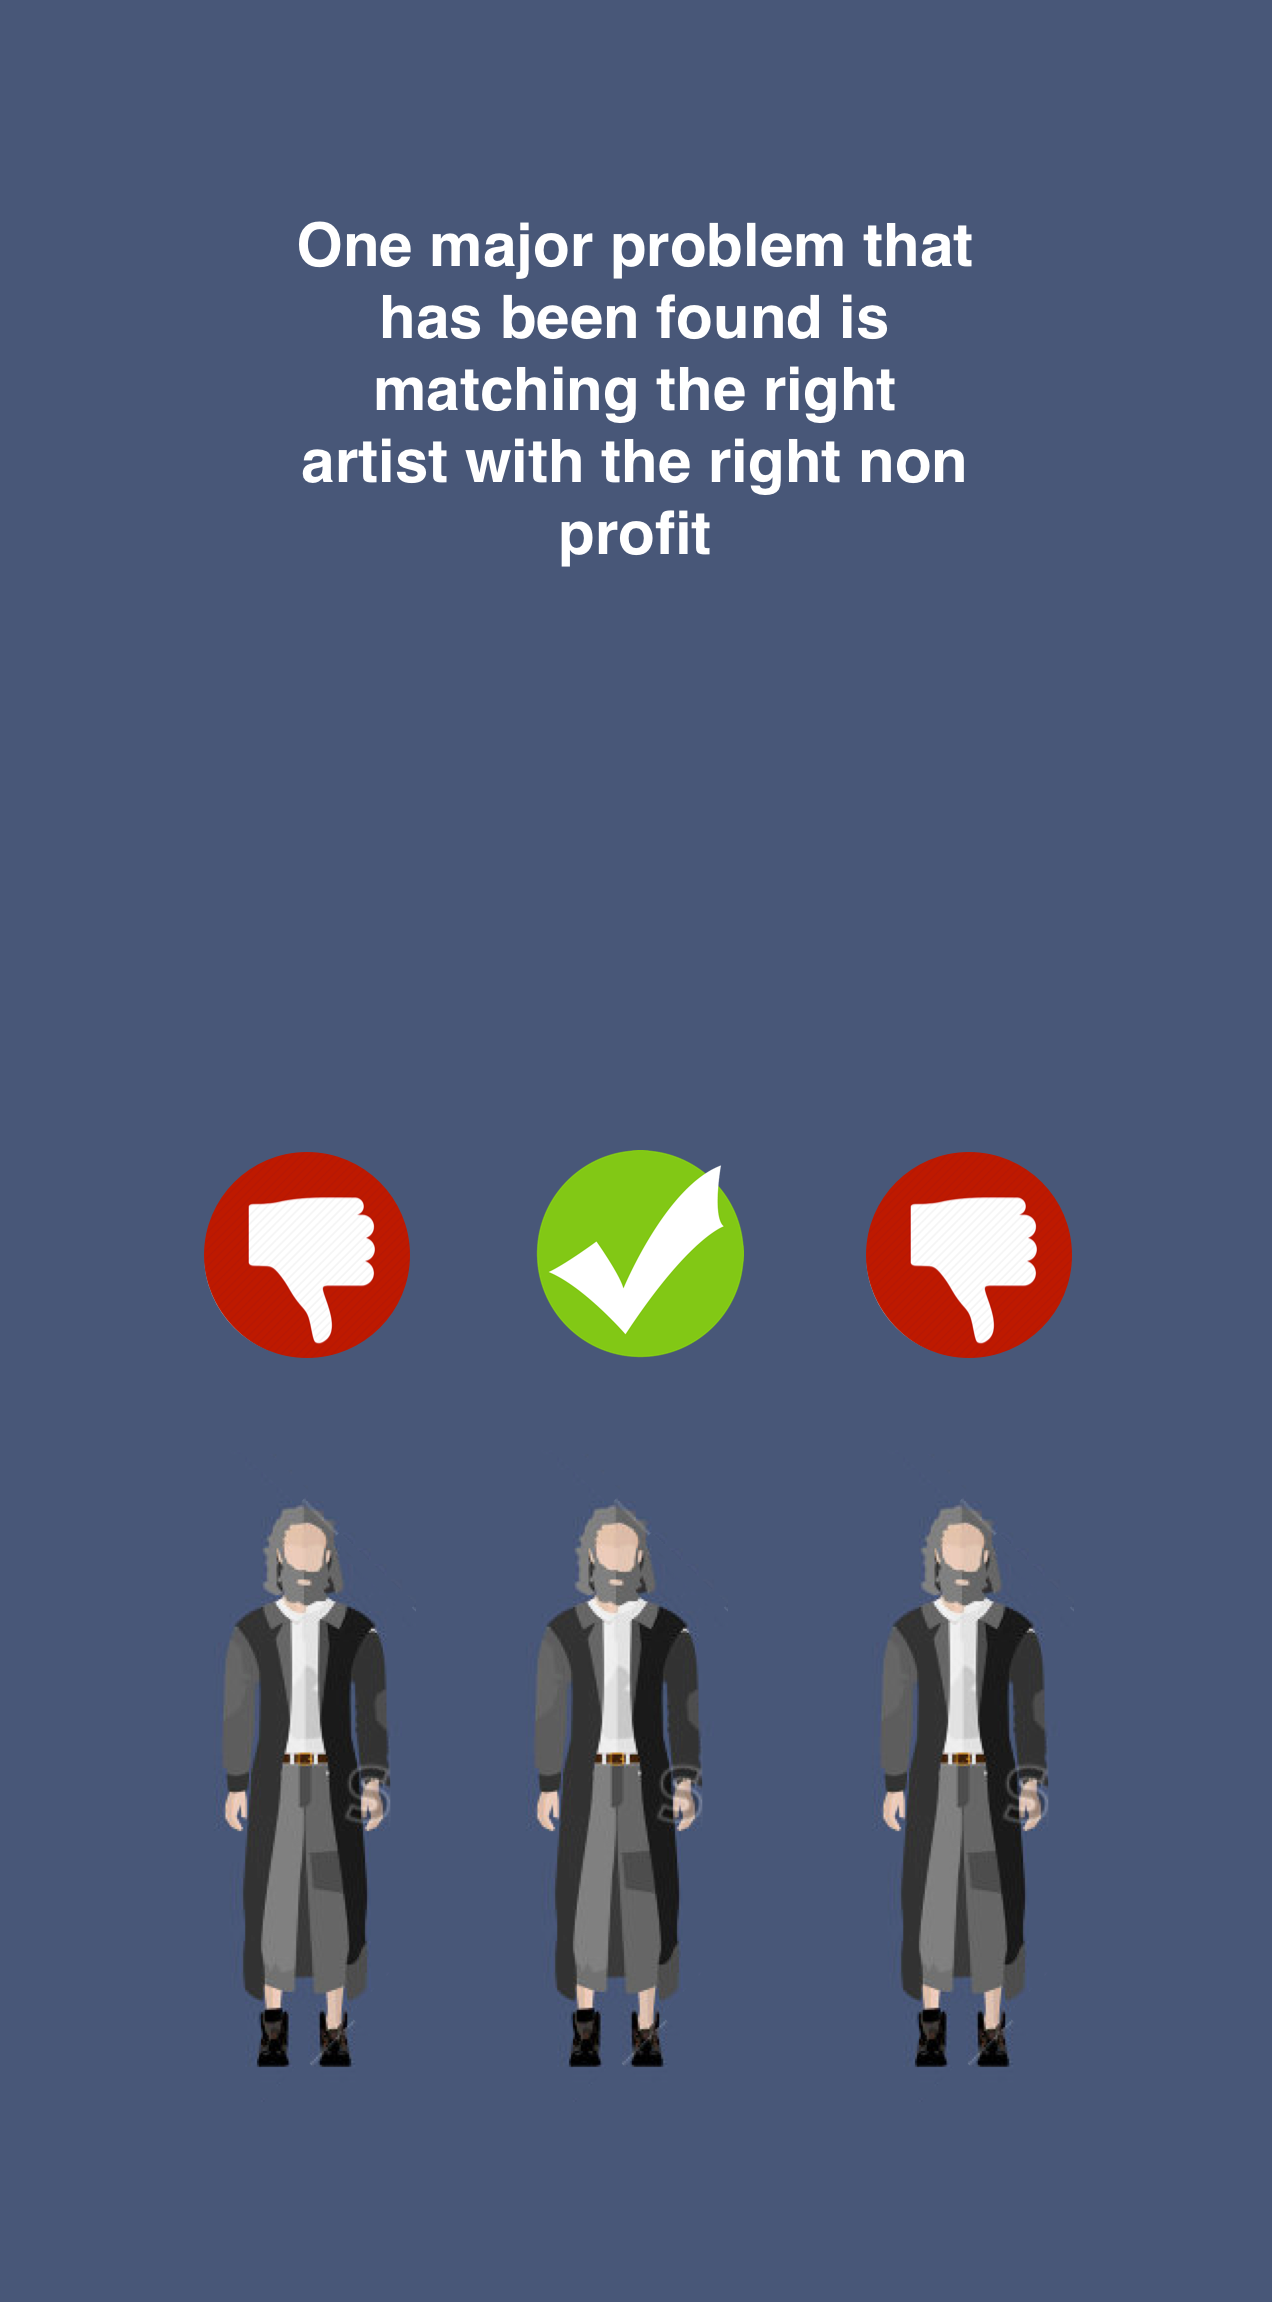 One major problem that
has been found is
matching the right
artist with the right non
profit
S
S
S